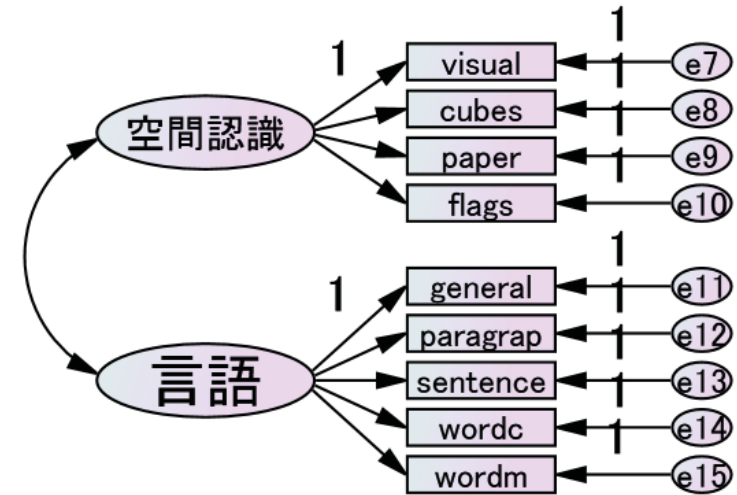 1
1
visual
e7
1
cubes
e8
空間認識
1
paper
e9
1
flags
e10
1
1
general
e11
1
paragrap
e12
1
言語
sentence
e13
1
wordc
e14
1
wordm
e15